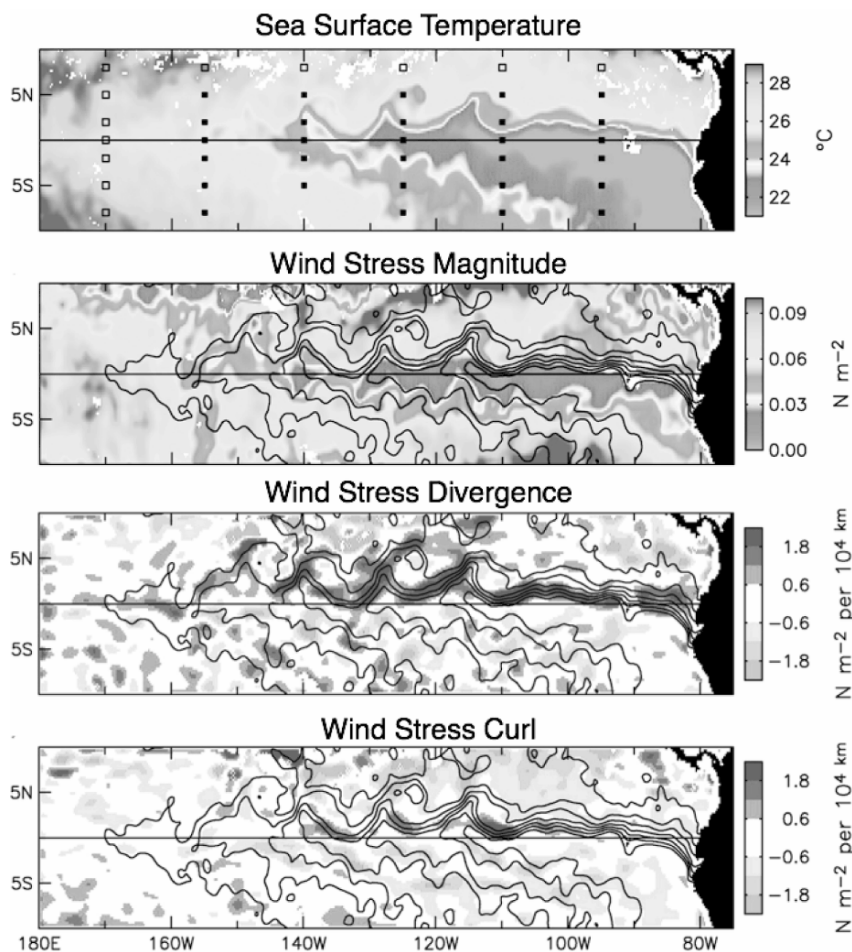 Sea Surface Temperature
5N
5S
28
26
24
22
°C
Wind Stress Magnitude
5N
5S
0.09
0.06
0.03
0.00
N m⁻²
Wind Stress Divergence
5N
5S
1.8
0.6
−0.6
−1.8
N m⁻² per 10⁴ km
Wind Stress Curl
5N
5S
1.8
0.6
−0.6
−1.8
N m⁻² per 10⁴ km
180E 160W 140W 120W 100W 80W